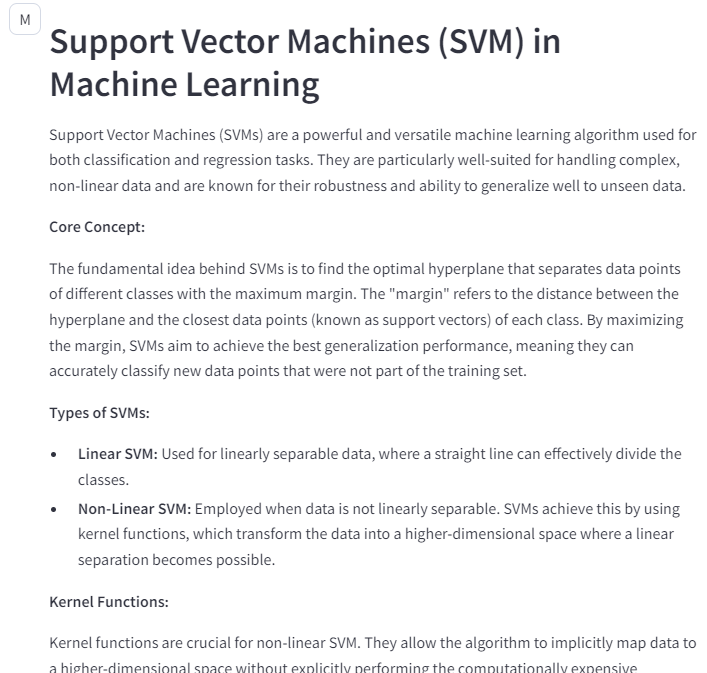 M
Support Vector Machines (SVM) in
Machine Learning
Support Vector Machines (SVMs) are a powerful and versatile machine learning algorithm used for
both classification and regression tasks. They are particularly well-suited for handling complex,
non-linear data and are known for their robustness and ability to generalize well to unseen data.
Core Concept:
The fundamental idea behind SVMs is to find the optimal hyperplane that separates data points
of different classes with the maximum margin. The "margin" refers to the distance between the
hyperplane and the closest data points (known as support vectors) of each class. By maximizing
the margin, SVMs aim to achieve the best generalization performance, meaning they can
accurately classify new data points that were not part of the training set.
Types of SVMs:
• Linear SVM: Used for linearly separable data, where a straight line can effectively divide the
classes.
• Non-Linear SVM: Employed when data is not linearly separable. SVMs achieve this by using
kernel functions, which transform the data into a higher-dimensional space where a linear
separation becomes possible.
Kernel Functions:
Kernel functions are crucial for non-linear SVM. They allow the algorithm to implicitly map data to
a higher-dimensional space without explicitly performing the computationally expensive